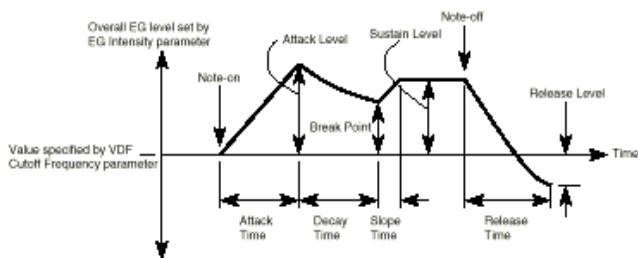 Overall EG level set by
EG Intensity parameter
Note-on
Attack Level
Sustain Level
Note-off
Release Level
Break Point
Value specified by VDF
Cutoff Frequency parameter
Time
Attack
Time
Decay
Time
Slope
Time
Release
Time